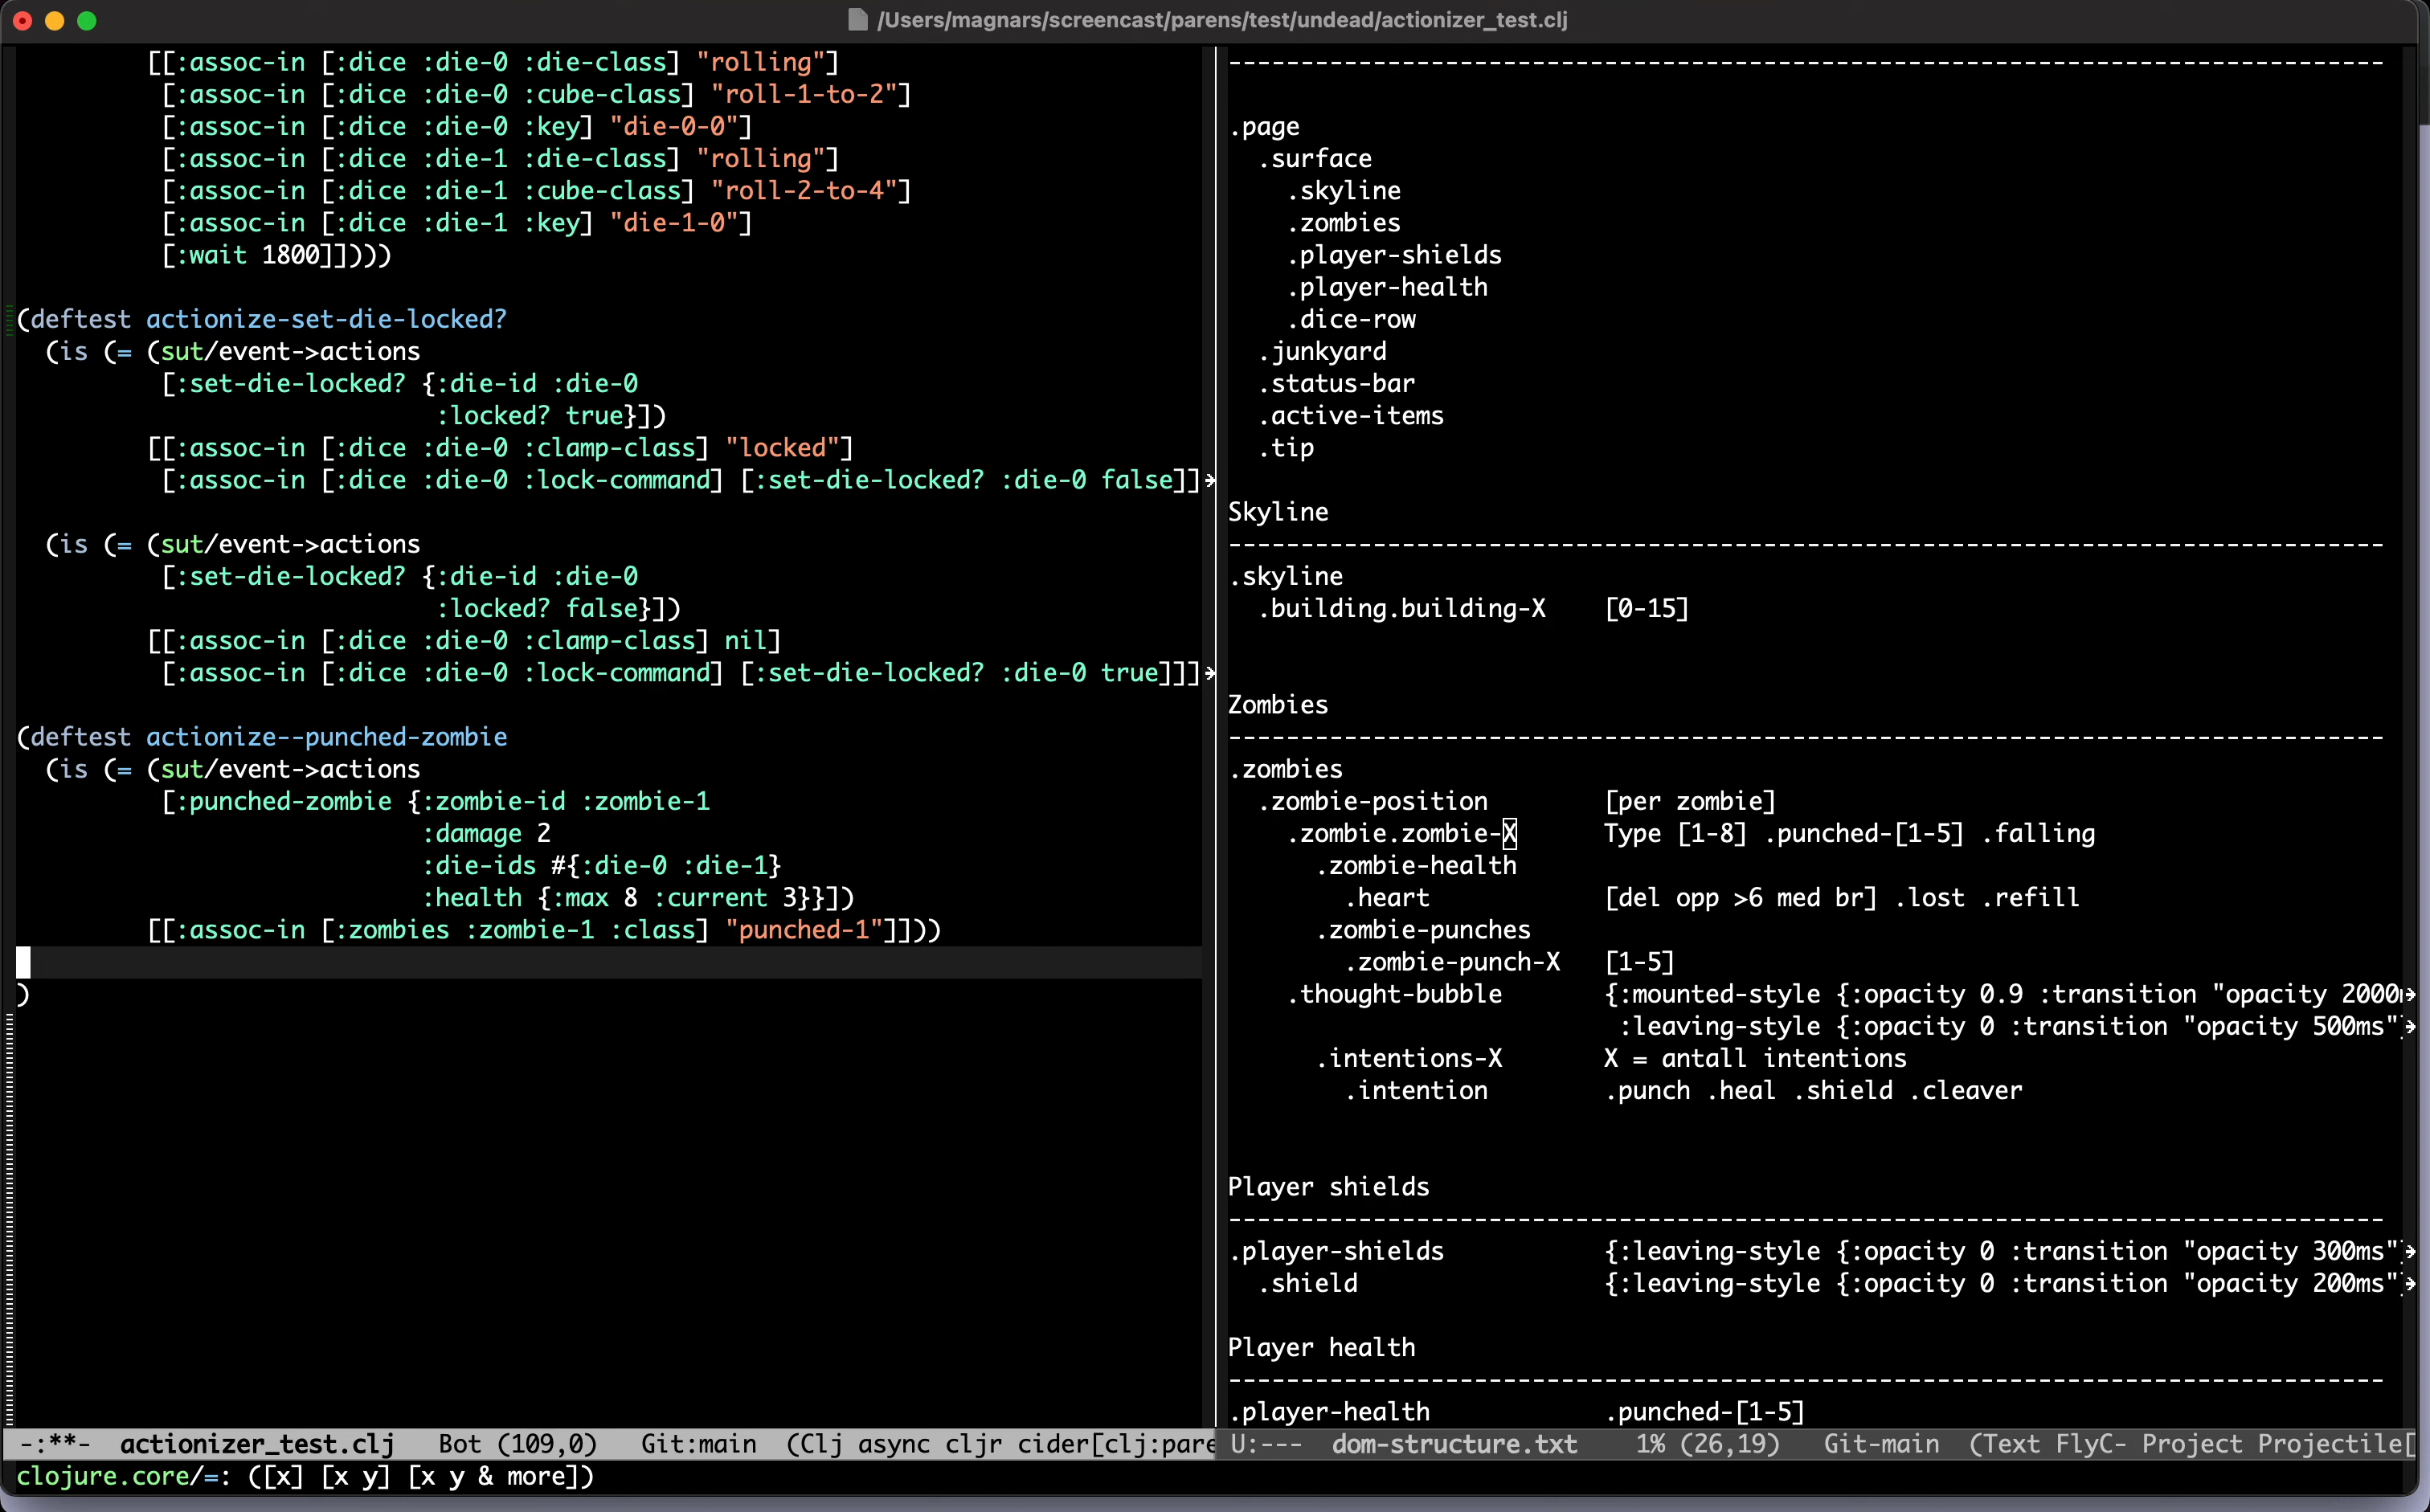 /Users/magnars/screencast/parens/test/undead/actionizer_test.clj
[[:assoc-in [:dice :die-0 :die-class] "rolling"]
[:assoc-in [:dice :die-0 :cube-class] "roll-1-to-2"]
[:assoc-in [:dice :die-0 :key] "die-0-0"]
[:assoc-in [:dice :die-1 :die-class] "rolling"]
[:assoc-in [:dice :die-1 :cube-class] "roll-2-to-4"]
[:assoc-in [:dice :die-1 :key] "die-1-0"]
[:wait 1800]])))
(deftest actionize-set-die-locked?
(is (= (sut/event->actions
[:set-die-locked? {:die-id :die-0
:locked? true}])
[[:assoc-in [:dice :die-0 :clamp-class] "locked"]
[:assoc-in [:dice :die-0 :lock-command] [:set-die-locked? :die-0 false]]
(is (= (sut/event->actions
[:set-die-locked? {:die-id :die-0
:locked? false}])
[[:assoc-in [:dice :die-0 :clamp-class] nil]
[:assoc-in [:dice :die-0 :lock-command] [:set-die-locked? :die-0 true]]]
(deftest actionize--punched-zombie
(is (= (sut/event->actions
[:punched-zombie {:zombie-id :zombie-1
:damage 2
:die-ids #{:die-0 :die-1}
:health {:max 8 :current 3}}])
[[:assoc-in [:zombies :zombie-1 :class] "punched-1"]]))
)
-:**-  actionizer_test.clj   Bot (109,0)   Git:main  (Clj async cljr cider[clj:pare
clojure.core/=: ([x] [x y] [x y & more])
--------------------------------------------------------------------------------
.page
.surface
.skyline
.zombies
.player-shields
.player-health
.dice-row
.junkyard
.status-bar
.active-items
.tip
Skyline
--------------------------------------------------------------------------------
.skyline
.building.building-X    [0-15]
Zombies
--------------------------------------------------------------------------------
.zombies
.zombie-position        [per zombie]
.zombie.zombie-X      Type [1-8] .punched-[1-5] .falling
.zombie-health
.heart            [del opp >6 med br] .lost .refill
.zombie-punches
.zombie-punch-X   [1-5]
.thought-bubble       {:mounted-style {:opacity 0.9 :transition "opacity 2000
:leaving-style {:opacity 0 :transition "opacity 500ms"
.intentions-X       X = antall intentions
.intention        .punch .heal .shield .cleaver
Player shields
--------------------------------------------------------------------------------
.player-shields           {:leaving-style {:opacity 0 :transition "opacity 300ms"
.shield                 {:leaving-style {:opacity 0 :transition "opacity 200ms"
Player health
--------------------------------------------------------------------------------
.player-health            .punched-[1-5]
U:---  dom-structure.txt    1% (26,19)   Git-main  (Text FlyC- Project Projectile[